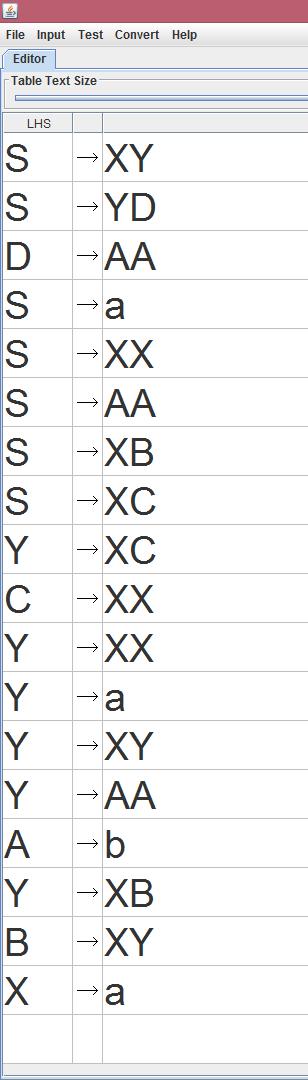 File Input Test Convert Help
Editor
Table Text Size
LHS
S → XY
S → YD
D → AA
S → a
S → XX
S → AA
S → XB
S → XC
Y → XC
C → XX
Y → XX
Y → a
Y → XY
Y → AA
A → b
Y → XB
B → XY
X → a